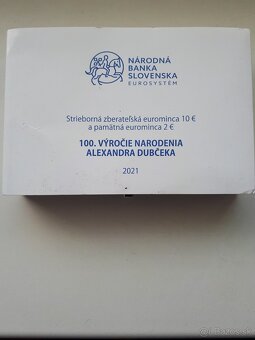 NÁRODNÁ
BANKA
SLOVENSKA
EUROSYSTÉM
Strieborná zberateľská eurominca 10 €
a pamätná eurominca 2 €
100. VÝROČIE NARODENIA
ALEXANDRA DUBČEKA
2021